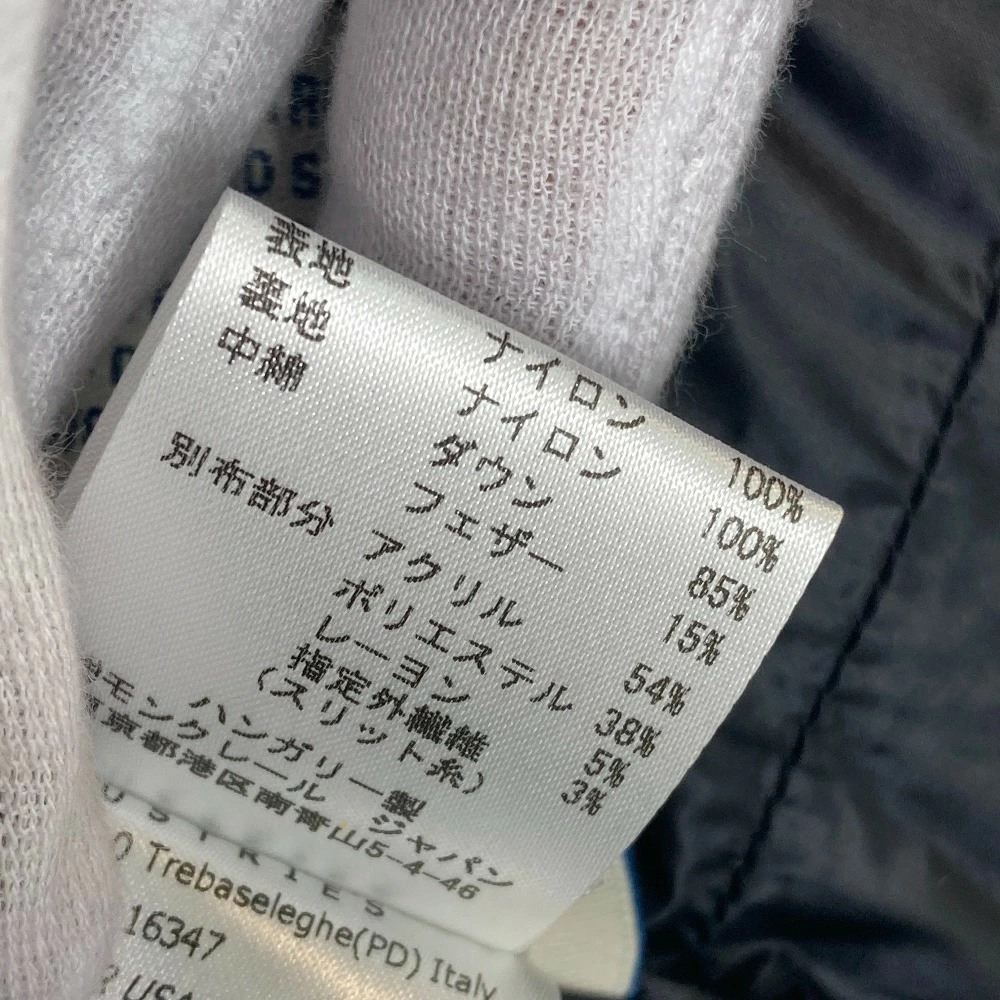 表地 ナイロン 100%
裏地 ナイロン 100%
中綿 ダウン 85%
フェザー 15%
別布部分 アクリル 54%
ポリエステル 38%
レーヨン 5%
指定外繊維 3%
(スリット糸)
ハンガリー製
モンクレール ジャパン
東京都港区南青山5-4-46
USTRIES
Trebaseleghe(PD) Italy
16347
USA
OS